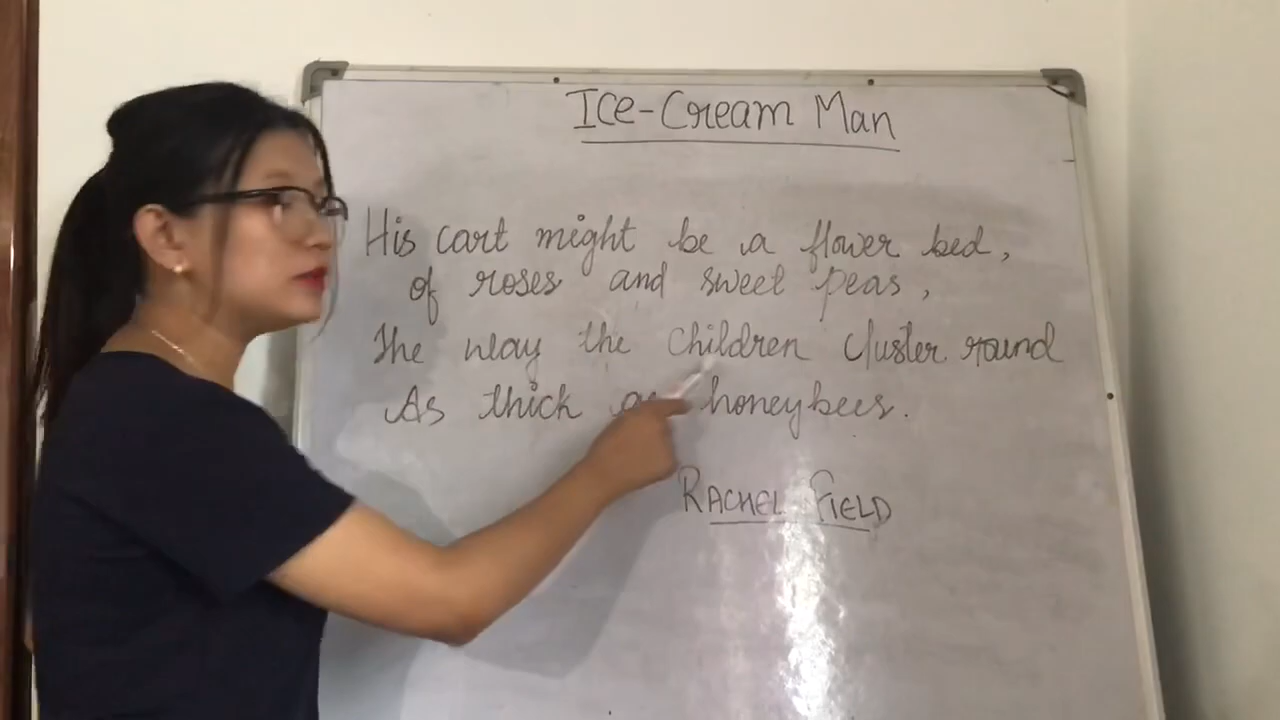 Ice-Cream Man
His cart might be a flower bed,
of roses and sweet peas,
The way the children cluster round
As thick as honeybees.
RACHEL FIELD